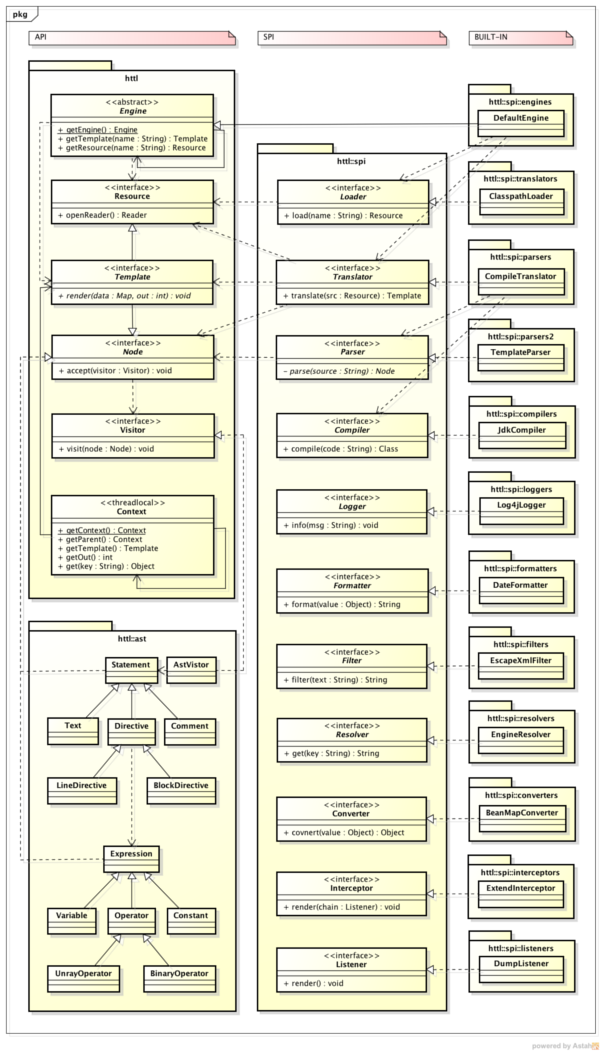 pkg
API
SPI
BUILT-IN
httl
<<abstract>>
Engine
+ getEngine() : Engine
+ getTemplate(name : String) : Template
+ getResource(name : String) : Resource
<<interface>>
Resource
+ openReader() : Reader
<<interface>>
Template
+ render(data : Map, out : int) : void
<<interface>>
Node
+ accept(visitor : Visitor) : void
<<interface>>
Visitor
+ visit(node : Node) : void
<<threadlocal>>
Context
+ getContext() : Context
+ getParent() : Context
+ getTemplate() : Template
+ getOut() : int
+ get(key : String) : Object
httl::ast
Statement
AstVistor
Text
Directive
Comment
LineDirective
BlockDirective
Expression
Variable
Operator
Constant
UnrayOperator
BinaryOperator
httl::spi
<<interface>>
Loader
+ load(name : String) : Resource
<<interface>>
Translator
+ translate(src : Resource) : Template
<<interface>>
Parser
- parse(source : String) : Node
<<interface>>
Compiler
+ compile(code : String) : Class
<<interface>>
Logger
+ info(msg : String) : void
<<interface>>
Formatter
+ format(value : Object) : String
<<interface>>
Filter
+ filter(text : String) : String
<<interface>>
Resolver
+ get(key : String) : String
<<interface>>
Converter
+ covnert(value : Object) : Object
<<interface>>
Interceptor
+ render(chain : Listener) : void
<<interface>>
Listener
+ render() : void
httl::spi::engines
DefaultEngine
httl::spi::translators
ClasspathLoader
httl::spi::parsers
CompileTranslator
httl::spi::parsers2
TemplateParser
httl::spi::compilers
JdkCompiler
httl::spi::loggers
Log4jLogger
httl::spi::formatters
DateFormatter
httl::spi::filters
EscapeXmlFilter
httl::spi::resolvers
EngineResolver
httl::spi::converters
BeanMapConverter
httl::spi::interceptors
ExtendInterceptor
httl::spi::listeners
DumpListener
powered by Astah